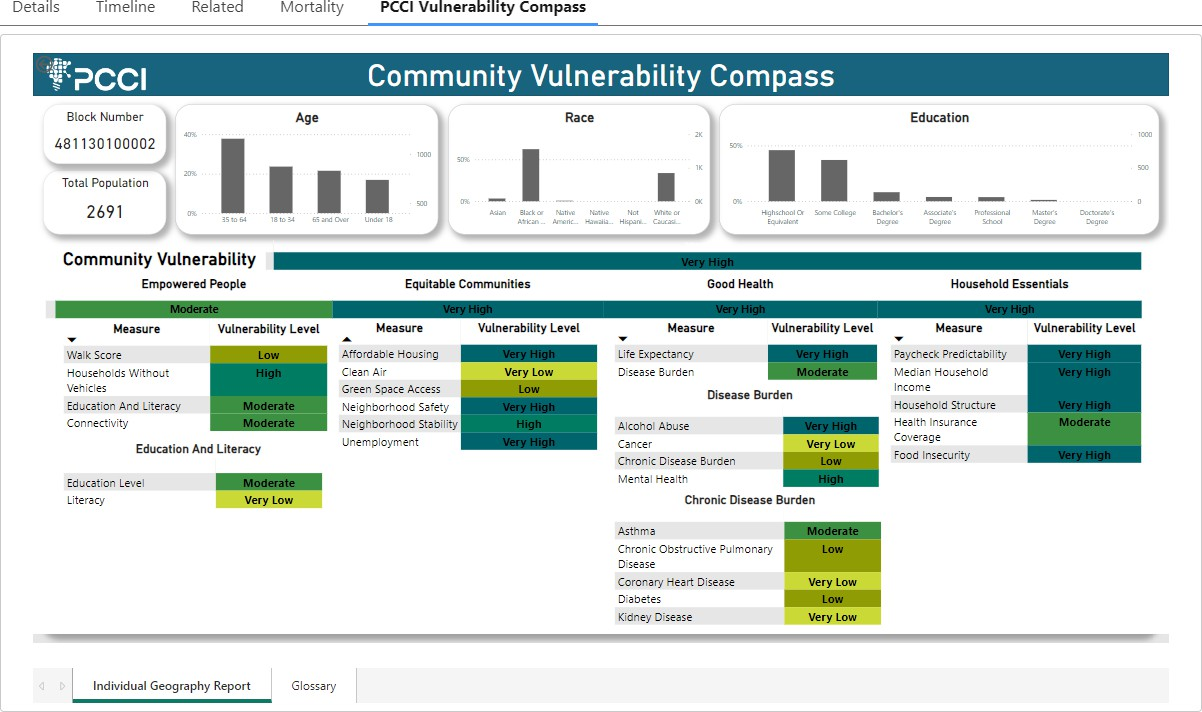 Details Timeline Related Mortality PCCI Vulnerability Compass
PCCI Community Vulnerability Compass
Block Number
481130100002
Total Population
2691
Age
40%
20%
0%
1000
500
35 to 64 18 to 34 65 and Over Under 18
Race
50%
0%
2K
1K
0K
Asian Black or African ... Native Americ... Native Hawaiia... Not Hispani... White or Caucasi...
Education
50%
0%
1000
500
0
Highschool Or Equivalent Some College Bachelor's Degree Associate's Degree Professional School Master's Degree Doctorate's Degree
Community Vulnerability Very High
Empowered People
Moderate
Measure Vulnerability Level
Walk Score Low
Households Without Vehicles High
Education And Literacy Moderate
Connectivity Moderate
Education And Literacy
Education Level Moderate
Literacy Very Low
Equitable Communities
Very High
Measure Vulnerability Level
Affordable Housing Very High
Clean Air Very Low
Green Space Access Low
Neighborhood Safety Very High
Neighborhood Stability High
Unemployment Very High
Good Health
Very High
Measure Vulnerability Level
Life Expectancy Very High
Disease Burden Moderate
Disease Burden
Alcohol Abuse Very High
Cancer Very Low
Chronic Disease Burden Low
Mental Health High
Chronic Disease Burden
Asthma Moderate
Chronic Obstructive Pulmonary Disease Low
Coronary Heart Disease Very Low
Diabetes Low
Kidney Disease Very Low
Household Essentials
Very High
Measure Vulnerability Level
Paycheck Predictability Very High
Median Household Income Very High
Household Structure Very High
Health Insurance Coverage Moderate
Food Insecurity Very High
Individual Geography Report Glossary